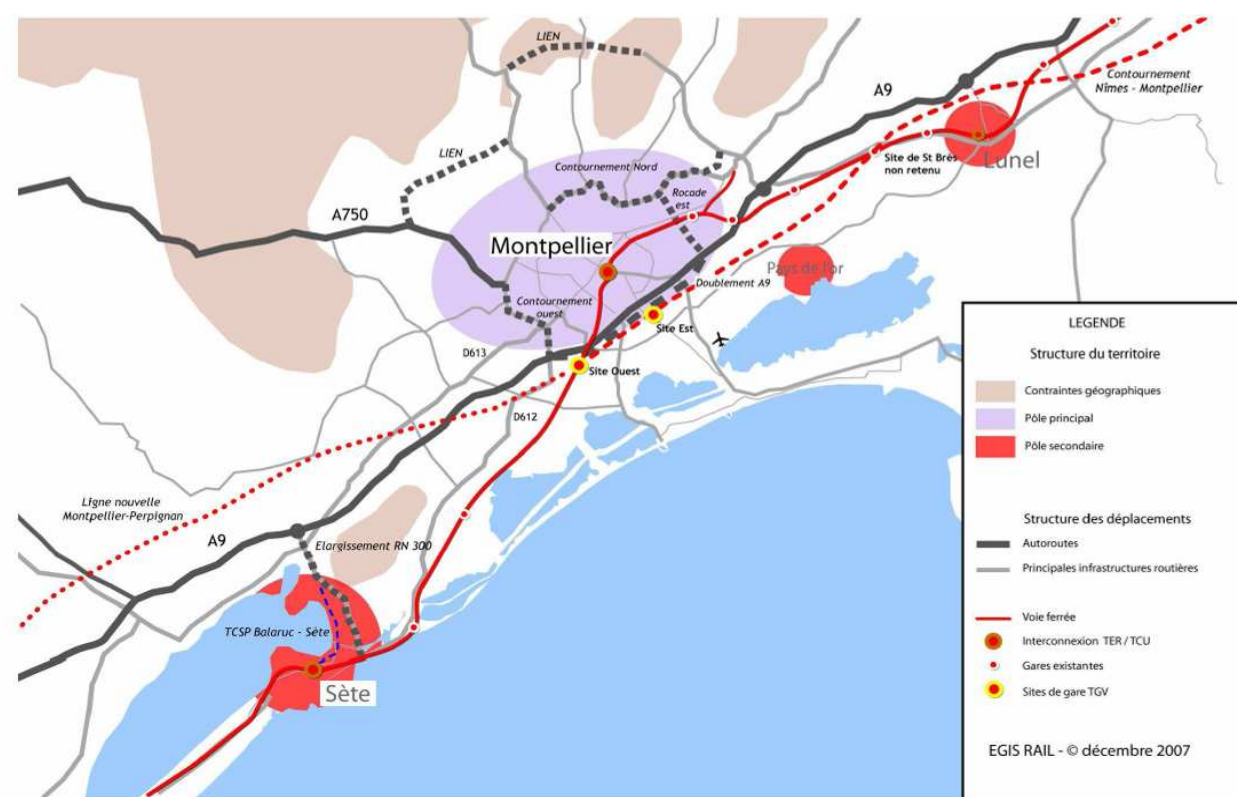 LIEN
Contournement
Nîmes - Montpellier
A9
LIEN
Contournement Nord
Site de St Brès
non retenu
Lunel
Rocade
est
A750
Montpellier
Pays de l'or
Doublement A9
Contournement
ouest
Site Est
D613
Site Ouest
D612
Ligne nouvelle
Montpellier-Perpignan
A9
Elargissement RN 300
TCSP Balaruc - Sète
Sète
LEGENDE
Structure du territoire
Contraintes géographiques
Pôle principal
Pôle secondaire
Structure des déplacements
Autoroutes
Principales infrastructures routières
Voie ferrée
Interconnexion TER / TCU
Gares existantes
Sites de gare TGV
EGIS RAIL - © décembre 2007